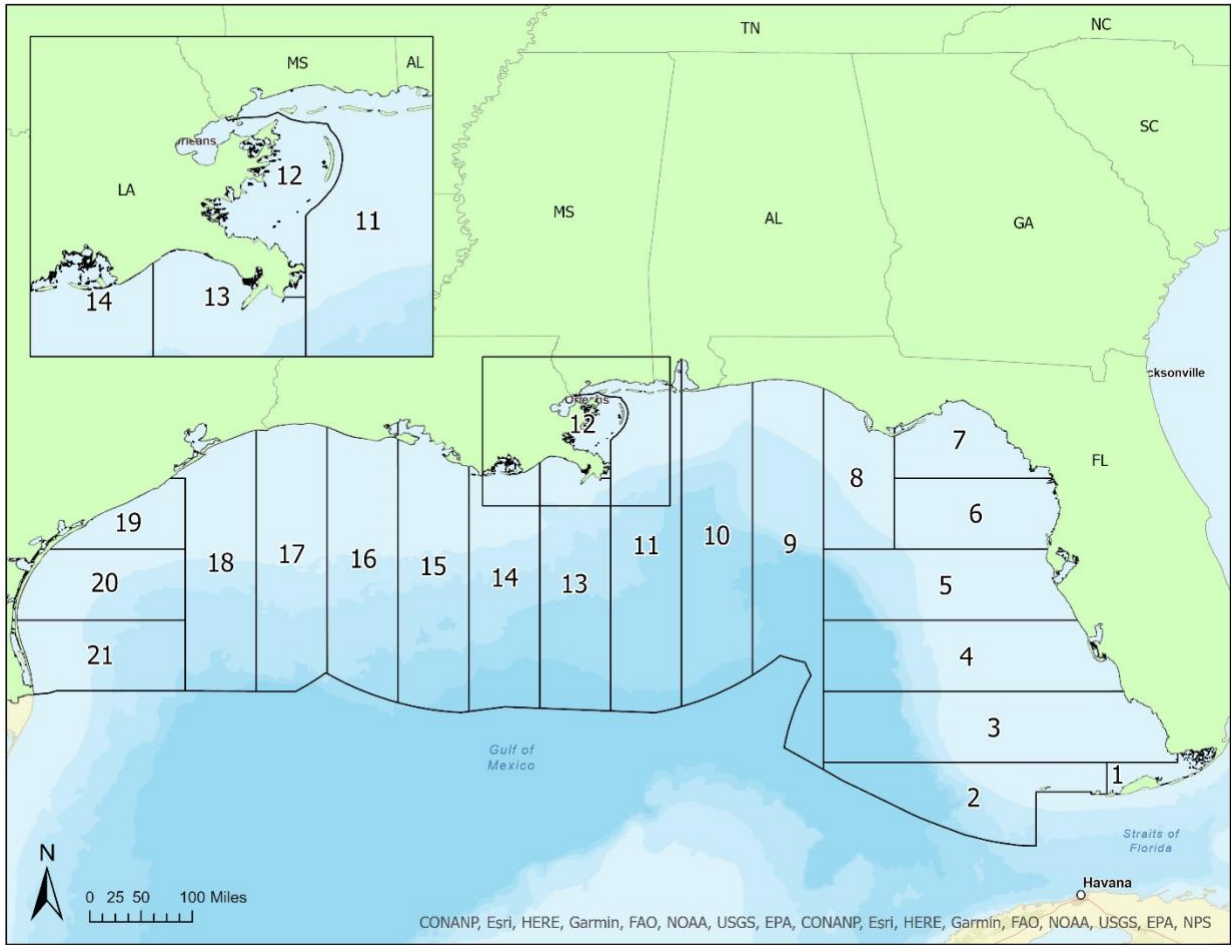 TN
NC
MS
AL
SC
rleans
12
LA
11
MS
AL
GA
14
13
cksonville
12
7
FL
8
6
19
18
17
16
15
14
13
11
10
9
5
20
21
4
3
Gulf of
Mexico
2
1
Straits of
Florida
N
Havana
0 25 50 100 Miles
CONANP, Esri, HERE, Garmin, FAO, NOAA, USGS, EPA, CONANP, Esri, HERE, Garmin, FAO, NOAA, USGS, EPA, NPS